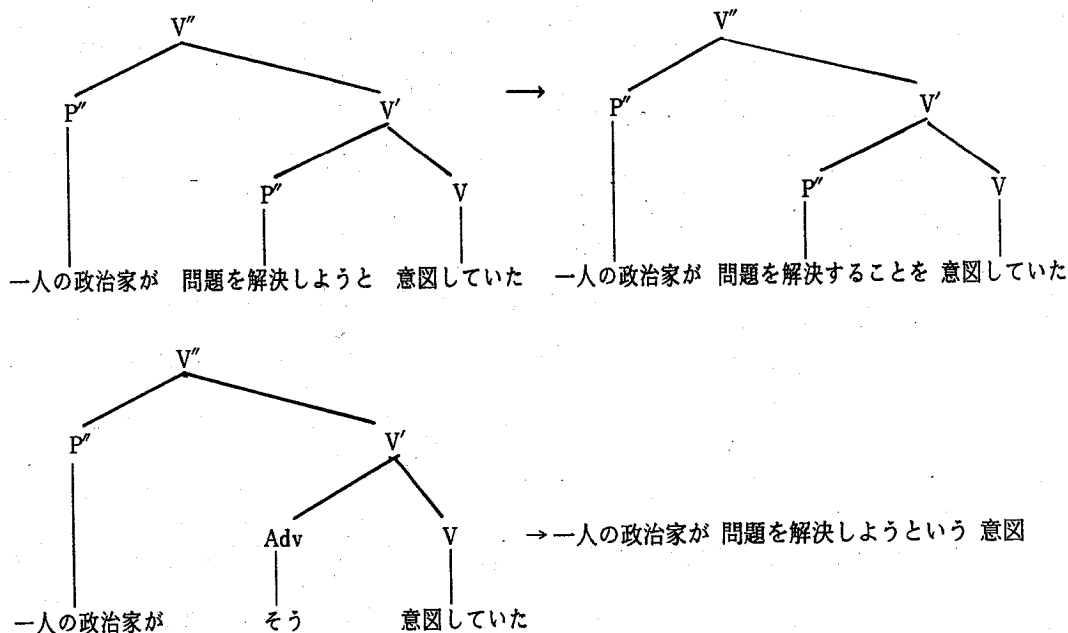 V″ V″
P″ V′ → P″ V′
P″ V P″ V
一人の政治家が 問題を解決しようと 意図していた 一人の政治家が 問題を解決することを 意図していた
V″
P″ V′
Adv V →一人の政治家が 問題を解決しようという 意図
一人の政治家が そう 意図していた